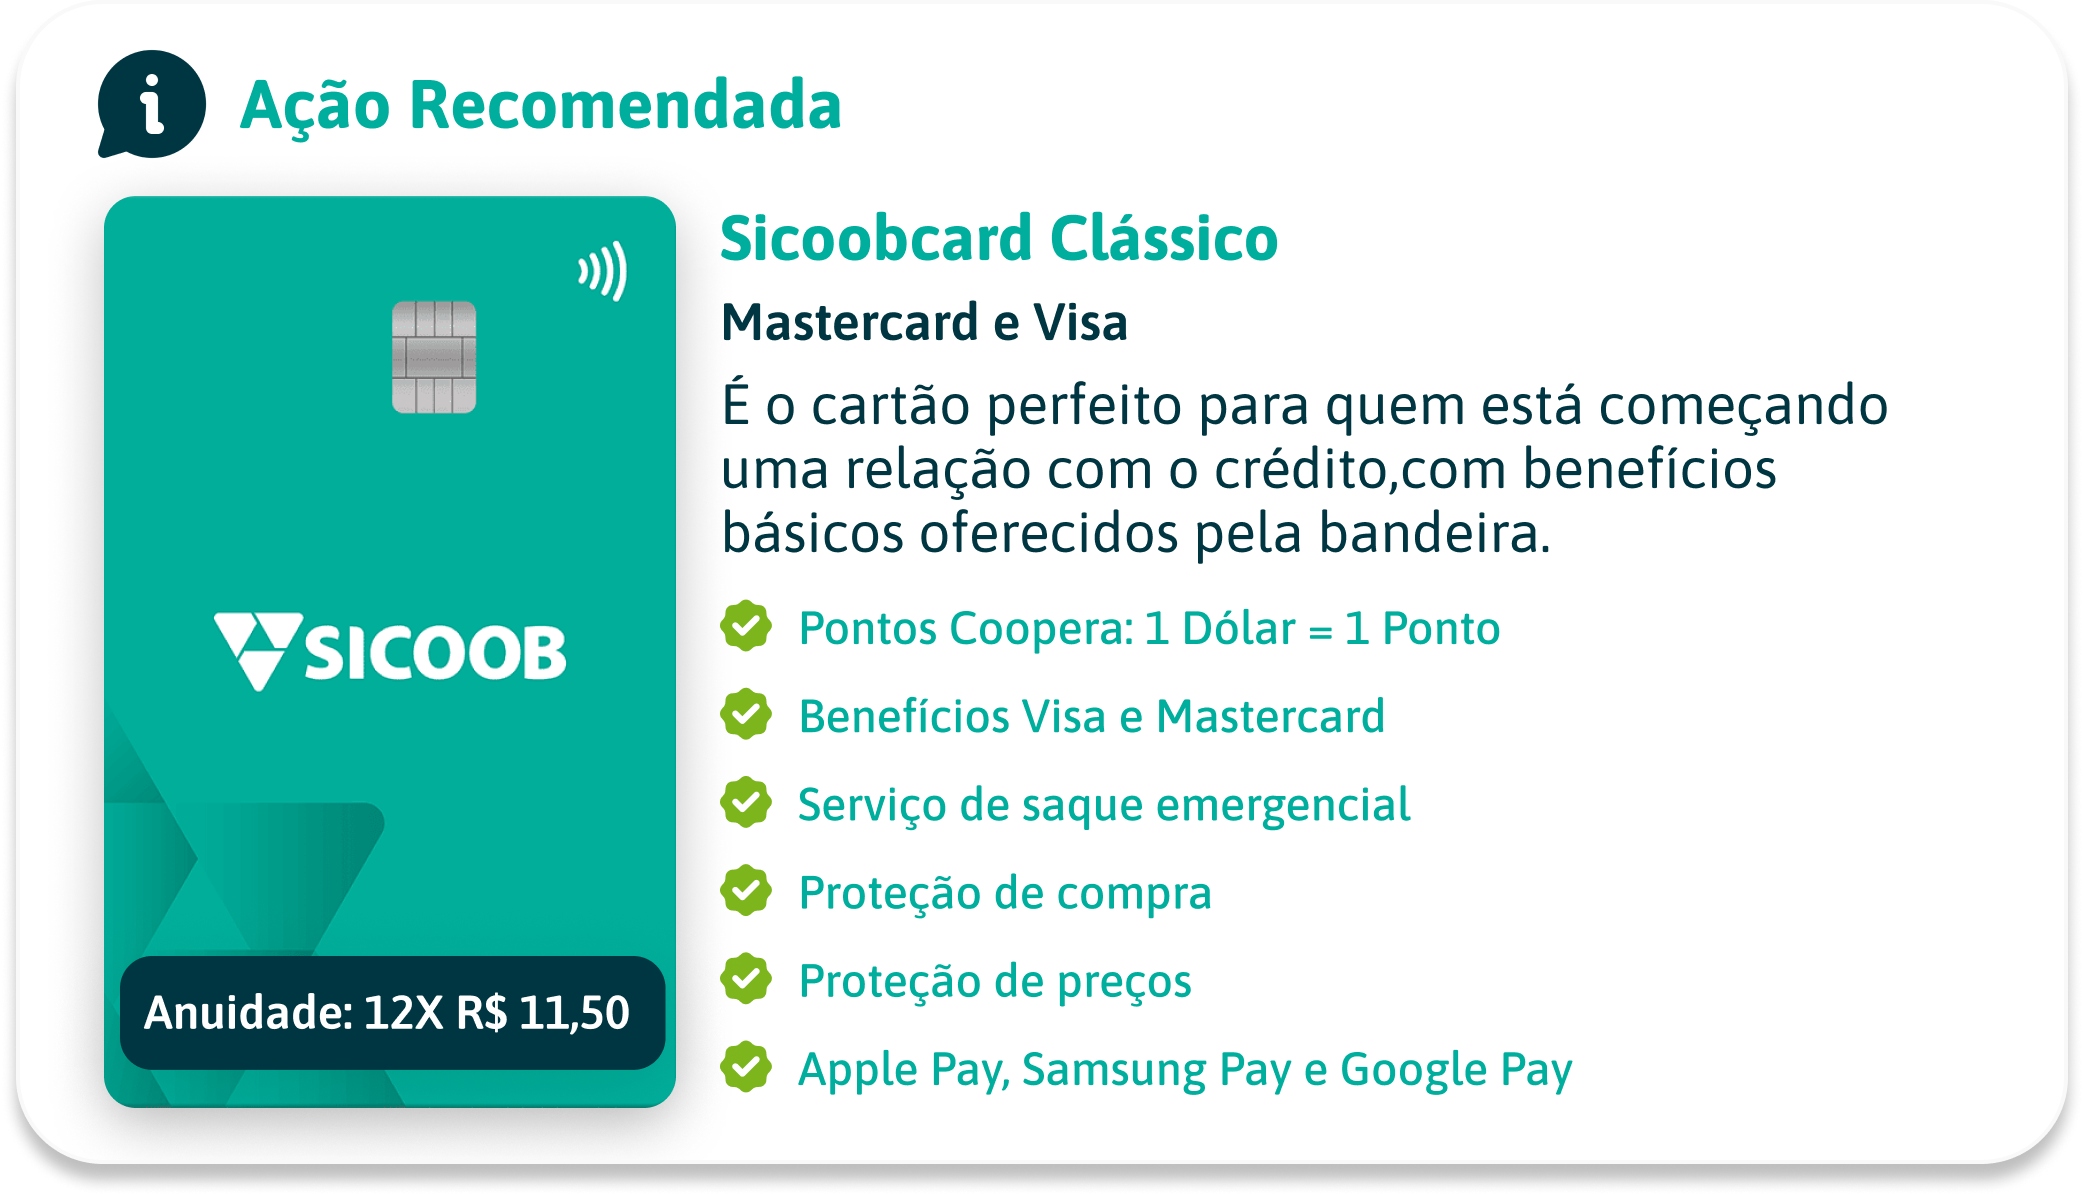 Ação Recomendada
Sicoobcard Clássico
Mastercard e Visa
É o cartão perfeito para quem está começando
uma relação com o crédito,com benefícios
básicos oferecidos pela bandeira.
SICOOB
Pontos Coopera: 1 Dólar = 1 Ponto
Benefícios Visa e Mastercard
Serviço de saque emergencial
Proteção de compra
Proteção de preços
Apple Pay, Samsung Pay e Google Pay
Anuidade: 12X R$ 11,50